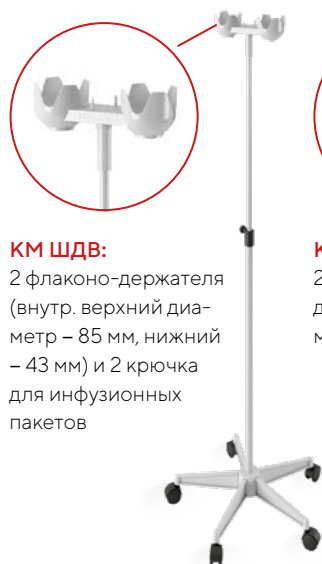 КМ ШДВ:
2 флаконо-держателя
(внутр. верхний диа-
метр – 85 мм, нижний
– 43 мм) и 2 крючка
для инфузионных
пакетов